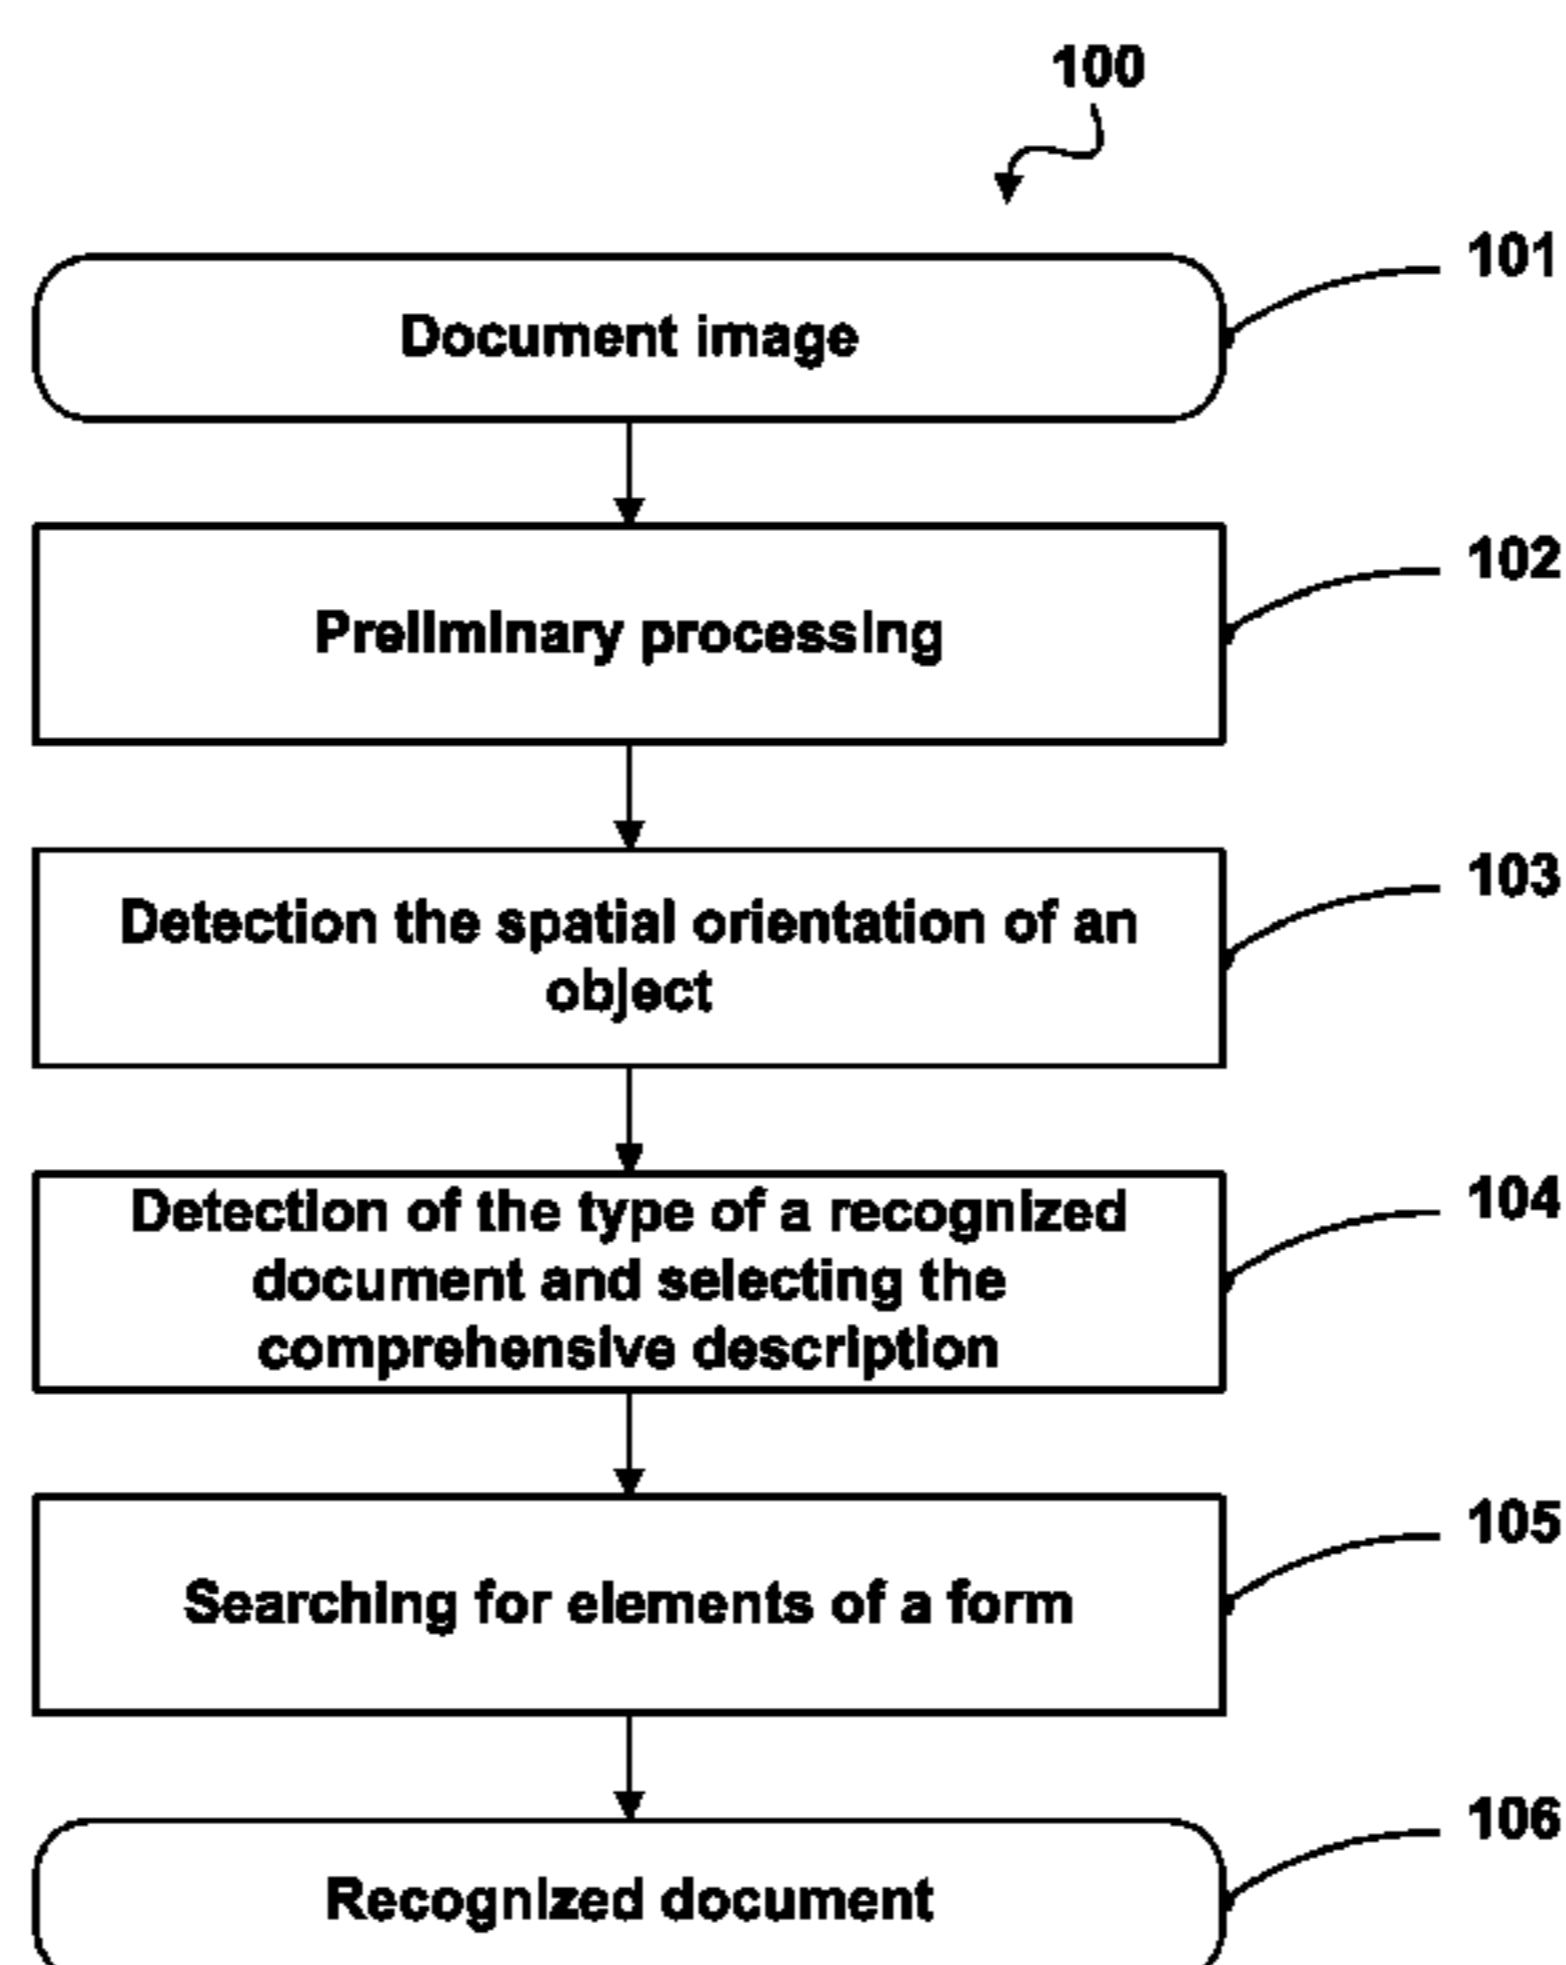 100
101
Document image
102
Preliminary processing
103
Detection the spatial orientation of an
object
104
Detection of the type of a recognized
document and selecting the
comprehensive description
105
Searching for elements of a form
106
Recognized document